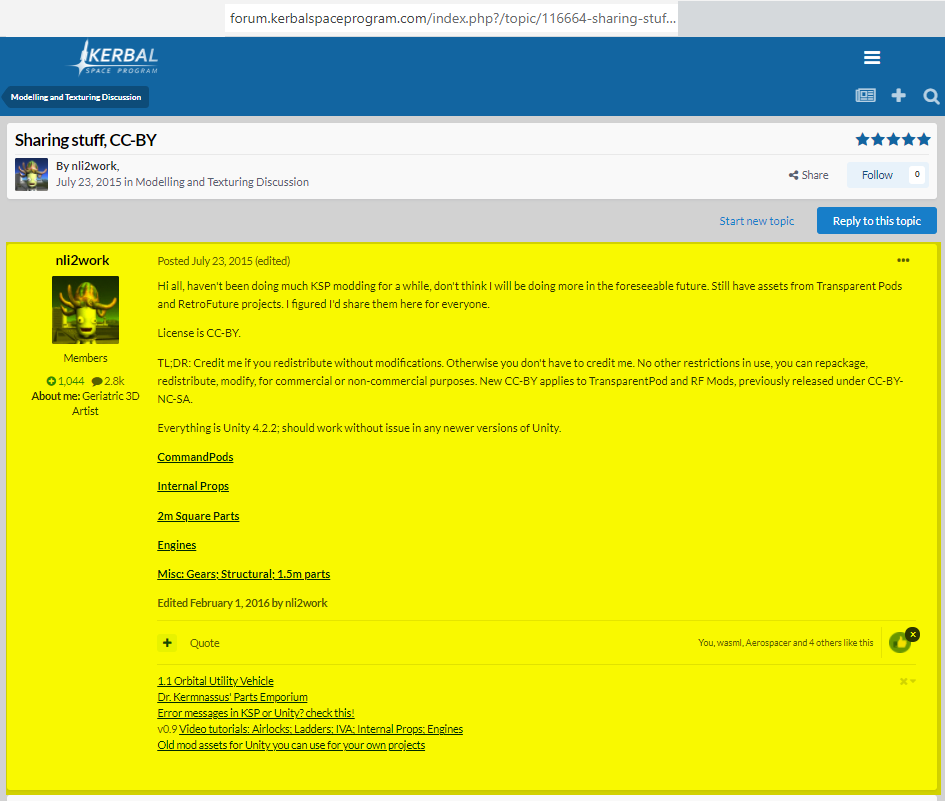 forum.kerbalspaceprogram.com/index.php?/topic/116664-sharing-stuf...
KERBAL
SPACE PROGRAM
Modelling and Texturing Discussion
Sharing stuff, CC-BY
By nli2work,
July 23, 2015 in Modelling and Texturing Discussion
Share
Follow 0
Start new topic
Reply to this topic
nli2work
Posted July 23, 2015 (edited)
Hi all, haven't been doing much KSP modding for a while, don't think I will be doing more in the foreseeable future. Still have assets from Transparent Pods
and RetroFuture projects. I figured I'd share them here for everyone.
License is CC-BY.
Members
1,044 2.8k
About me: Geriatric 3D
Artist
TL;DR: Credit me if you redistribute without modifications. Otherwise you don't have to credit me. No other restrictions in use, you can repackage,
redistribute, modify, for commercial or non-commercial purposes. New CC-BY applies to TransparentPod and RF Mods, previously released under CC-BY-
NC-SA.
Everything is Unity 4.2.2; should work without issue in any newer versions of Unity.
CommandPods
Internal Props
2m Square Parts
Engines
Misc: Gears; Structural; 1.5m parts
Edited February 1, 2016 by nli2work
+ Quote
You, wasml, Aerospacer and 4 others like this
1.1 Orbital Utility Vehicle
Dr. Kermnassus' Parts Emporium
Error messages in KSP or Unity? check this!
v0.9 Video tutorials: Airlocks; Ladders; IVA; Internal Props; Engines
Old mod assets for Unity you can use for your own projects